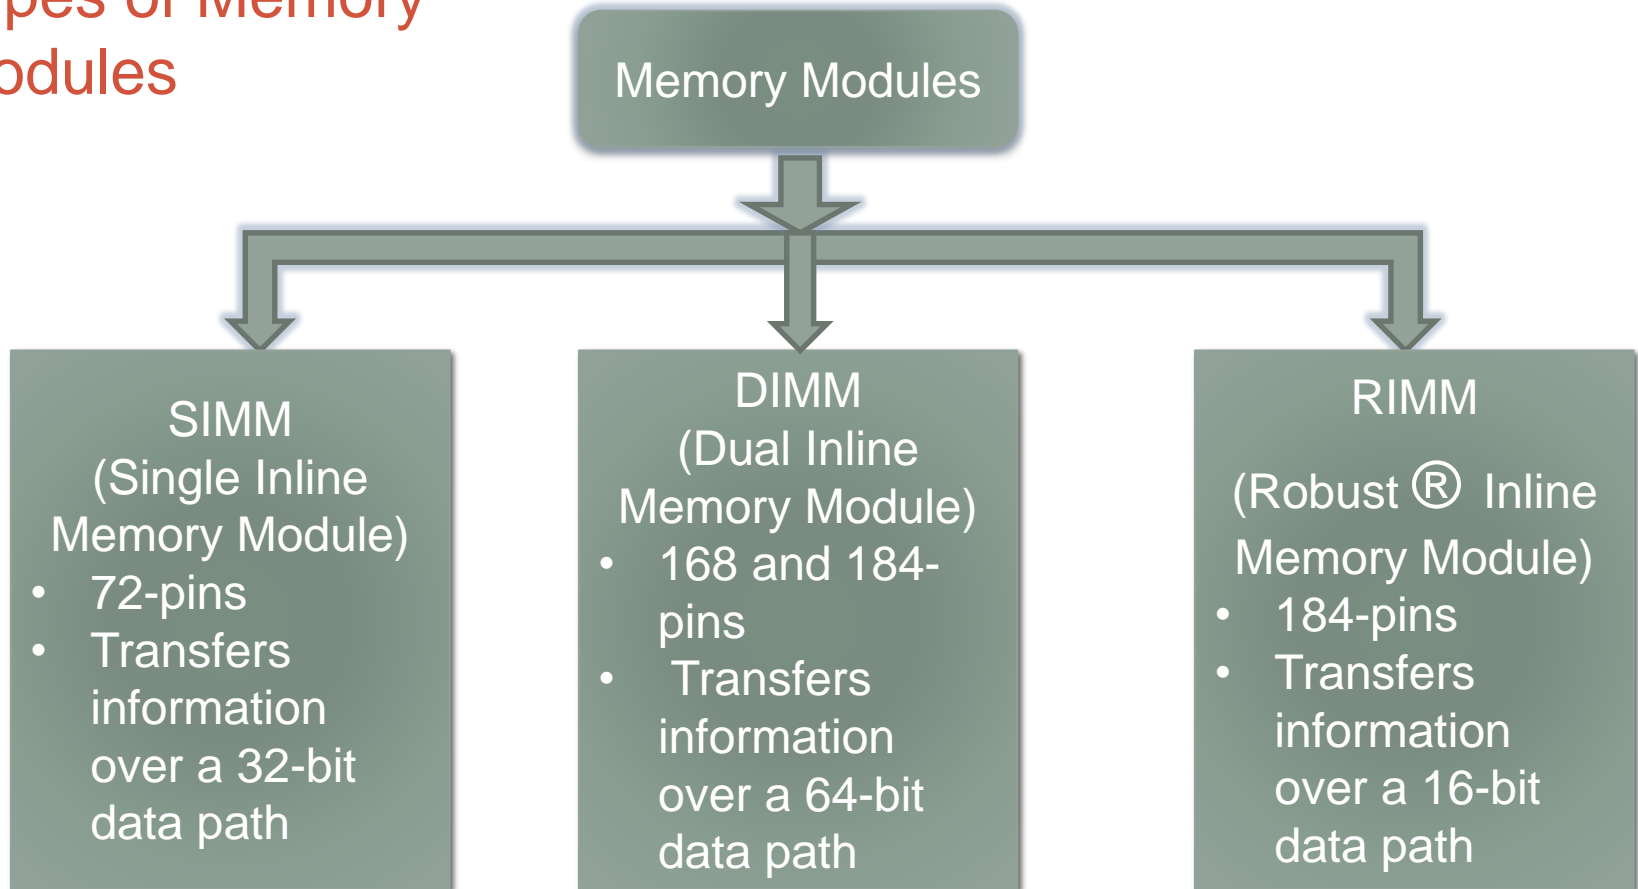 pes of Memory
odules
Memory Modules
SIMM
(Single Inline
Memory Module)
• 72-pins
• Transfers
information
over a 32-bit
data path
DIMM
(Dual Inline
Memory Module)
• 168 and 184-
pins
• Transfers
information
over a 64-bit
data path
RIMM
(Robust ® Inline
Memory Module)
• 184-pins
• Transfers
information
over a 16-bit
data path